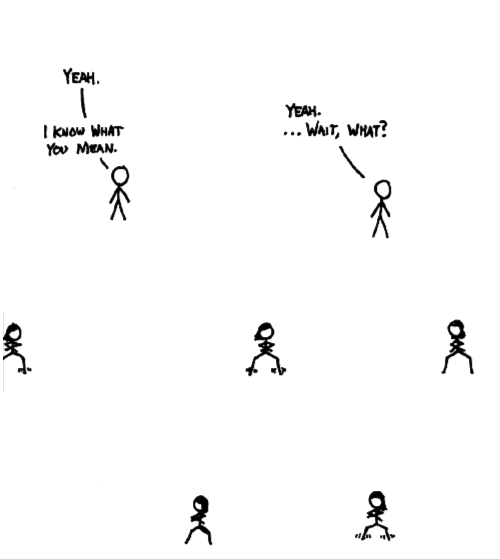 YEAH.
I KNOW WHAT
YOU MEAN.
YEAH.
... WAIT, WHAT?